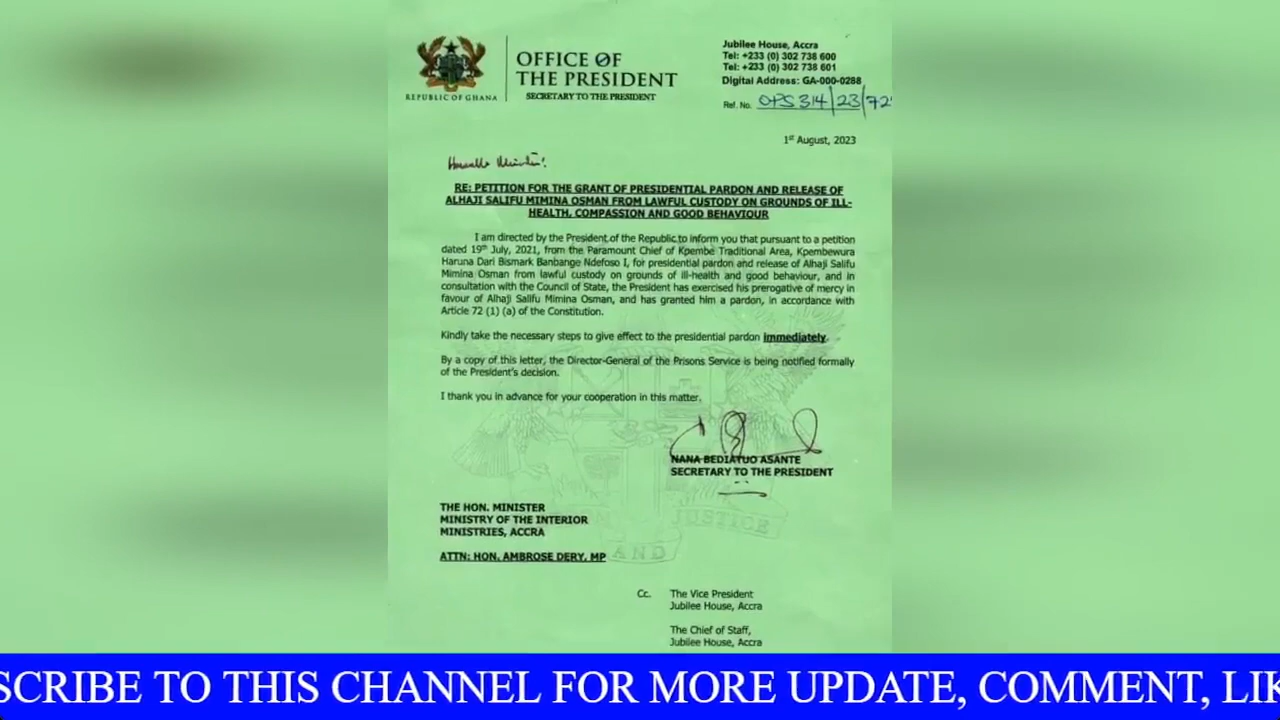 OFFICE OF
THE PRESIDENT
REPUBLIC OF GHANA
SECRETARY TO THE PRESIDENT
Jubilee House, Accra
Tel: +233 (0) 302 738 600
Tel: +233 (0) 302 738 601
Digital Address: GA-000-0288
Ref. No. OPS 314/23/72
1st August, 2023
RE: PETITION FOR THE GRANT OF PRESIDENTIAL PARDON AND RELEASE OF
ALHAJI SALIFU MIMINA OSMAN FROM LAWFUL CUSTODY ON GROUNDS OF ILL-
HEALTH, COMPASSION AND GOOD BEHAVIOUR
I am directed by the President of the Republic to inform you that pursuant to a petition
dated 19th July, 2021, from the Paramount Chief of Kpembe Traditional Area, Kpembewura
Haruna Dari Bismark Banbange Ndefoso I, for presidential pardon and release of Alhaji Salifu
Mimina Osman from lawful custody on grounds of ill-health and good behaviour, and in
consultation with the Council of State, the President has exercised his prerogative of mercy in
favour of Alhaji Salifu Mimina Osman, and has granted him a pardon, in accordance with
Article 72 (1) (a) of the Constitution.
Kindly take the necessary steps to give effect to the presidential pardon immediately.
By a copy of this letter, the Director-General of the Prisons Service is being notified formally
of the President's decision.
I thank you in advance for your cooperation in this matter.
NANA BEDIATUO ASANTE
SECRETARY TO THE PRESIDENT
THE HON. MINISTER
MINISTRY OF THE INTERIOR
MINISTRIES, ACCRA
JUSTICE
AND
ATTN: HON. AMBROSE DERY, MP
Cc. The Vice President
Jubilee House, Accra
The Chief of Staff,
Jubilee House, Accra
SCRIBE TO THIS CHANNEL FOR MORE UPDATE, COMMENT, LIK